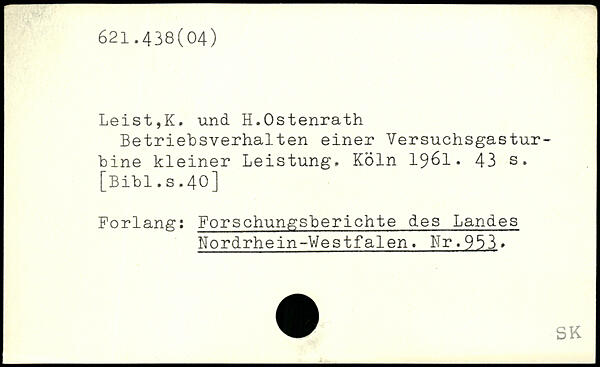 621.438(04)
Leist,K. und H.Ostenrath
Betriebsverhalten einer Versuchsgastur-
bine kleiner Leistung. Köln 1961. 43 s.
[Bibl.s.40]
Forlang: Forschungsberichte des Landes
Nordrhein-Westfalen. Nr.953.
SK